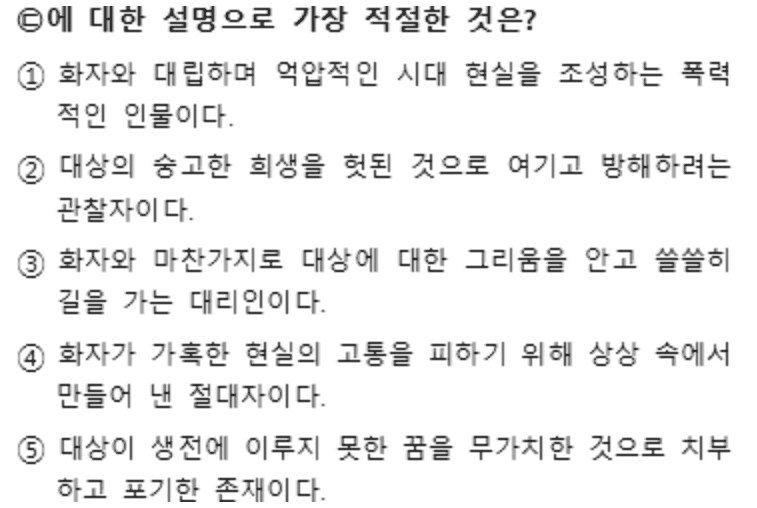 ㉢에 대한 설명으로 가장 적절한 것은?
① 화자와 대립하며 억압적인 시대 현실을 조성하는 폭력
적인 인물이다.
② 대상의 숭고한 희생을 헛된 것으로 여기고 방해하려는
관찰자이다.
③ 화자와 마찬가지로 대상에 대한 그리움을 안고 쓸쓸히
길을 가는 대리인이다.
④ 화자가 가혹한 현실의 고통을 피하기 위해 상상 속에서
만들어 낸 절대자이다.
⑤ 대상이 생전에 이루지 못한 꿈을 무가치한 것으로 치부
하고 포기한 존재이다.